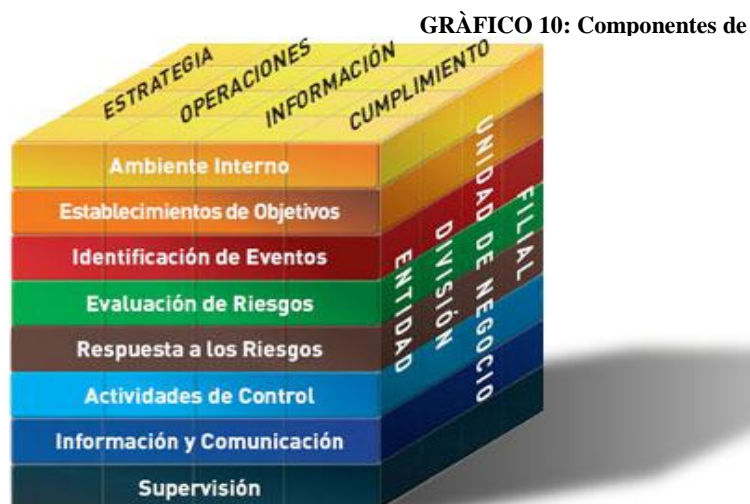 GRÀFICO 10: Componentes de
ESTRATEGIA
OPERACIONES
INFORMACIÓN
CUMPLIMIENTO
Ambiente Interno
Establecimientos de Objetivos
Identificación de Eventos
Evaluación de Riesgos
Respuesta a los Riesgos
Actividades de Control
Información y Comunicación
Supervisión
ENTIDAD
DIVISIÓN
UNIDAD DE NEGOCIO
FILIAL